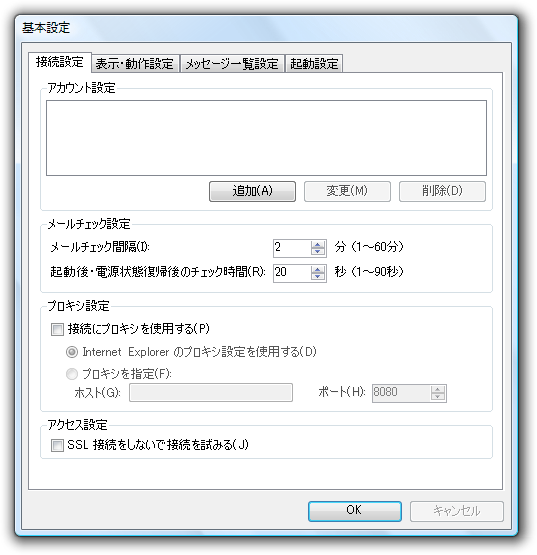 基本設定
接続設定 表示・動作設定 メッセージ一覧設定 起動設定
アカウント設定
追加(A) 変更(M) 削除(D)
メールチェック設定
メールチェック間隔(I): 2 分 (1～60分)
起動後・電源状態復帰後のチェック時間(R): 20 秒 (1～90秒)
プロキシ設定
接続にプロキシを使用する(P)
Internet Explorer のプロキシ設定を使用する(D)
プロキシを指定(F):
ホスト(G): ポート(H): 8080
アクセス設定
SSL 接続をしないで接続を試みる(J)
OK キャンセル